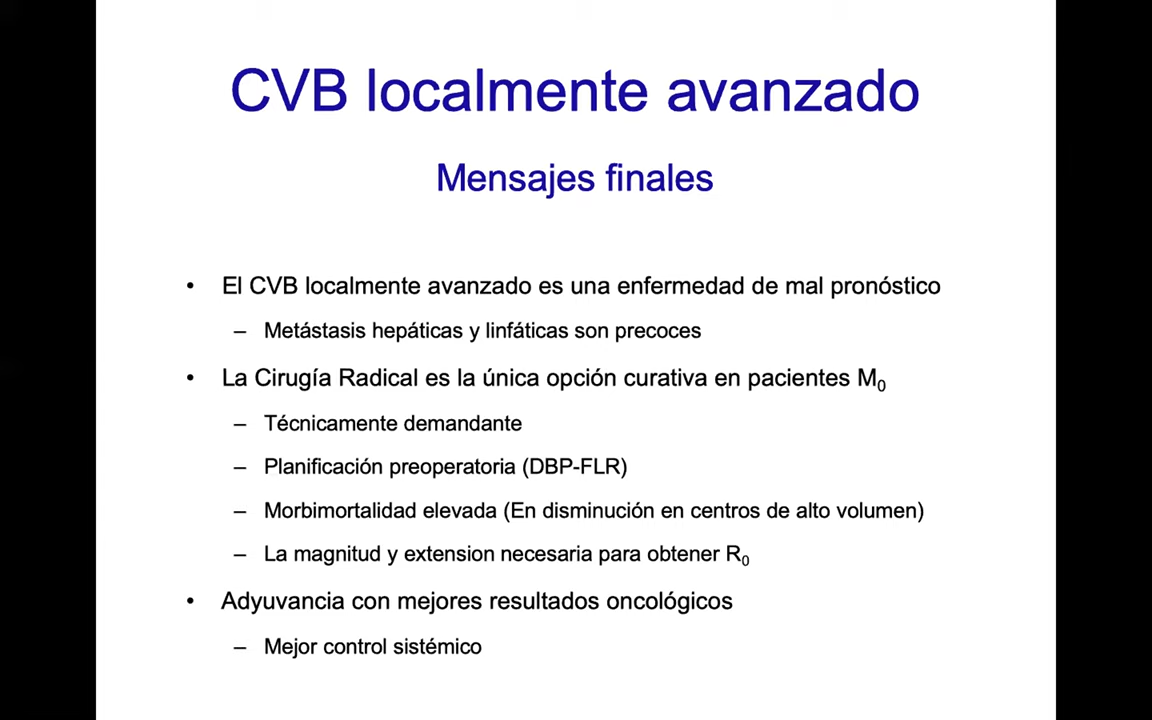 CVB localmente avanzado
Mensajes finales
• El CVB localmente avanzado es una enfermedad de mal pronóstico
– Metástasis hepáticas y linfáticas son precoces
• La Cirugía Radical es la única opción curativa en pacientes M₀
– Técnicamente demandante
– Planificación preoperatoria (DBP-FLR)
– Morbimortalidad elevada (En disminución en centros de alto volumen)
– La magnitud y extension necesaria para obtener R₀
• Adyuvancia con mejores resultados oncológicos
– Mejor control sistémico